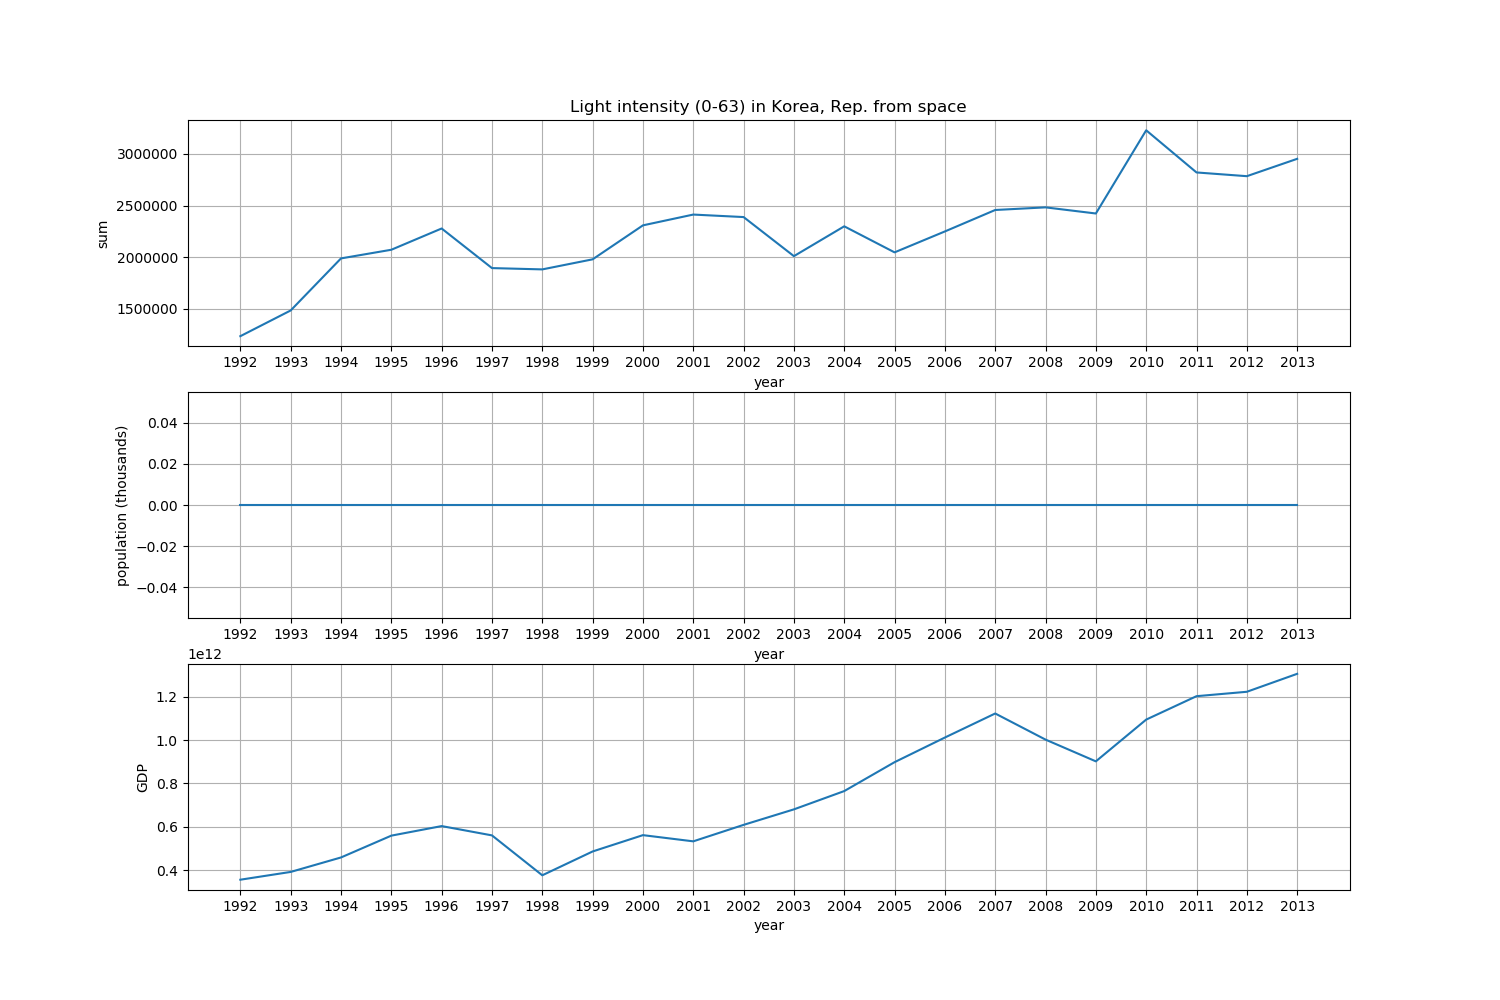 Light intensity (0-63) in Korea, Rep. from space
3000000
2500000
2000000
1500000
sum
1992 1993 1994 1995 1996 1997 1998 1999 2000 2001 2002 2003 2004 2005 2006 2007 2008 2009 2010 2011 2012 2013
year
0.04
0.02
0.00
−0.02
−0.04
population (thousands)
1992 1993 1994 1995 1996 1997 1998 1999 2000 2001 2002 2003 2004 2005 2006 2007 2008 2009 2010 2011 2012 2013
year
1e12
1.2
1.0
0.8
0.6
0.4
GDP
1992 1993 1994 1995 1996 1997 1998 1999 2000 2001 2002 2003 2004 2005 2006 2007 2008 2009 2010 2011 2012 2013
year